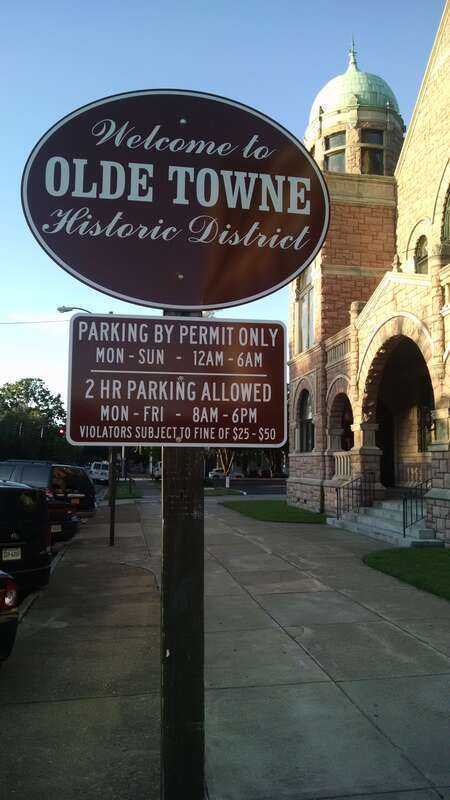 Welcome to
OLDE TOWNE
Historic District
PARKING BY PERMIT ONLY
MON - SUN - 12AM - 6AM
2 HR PARKING ALLOWED
MON - FRI - 8AM - 6PM
VIOLATORS SUBJECT TO FINE OF $25 - $50